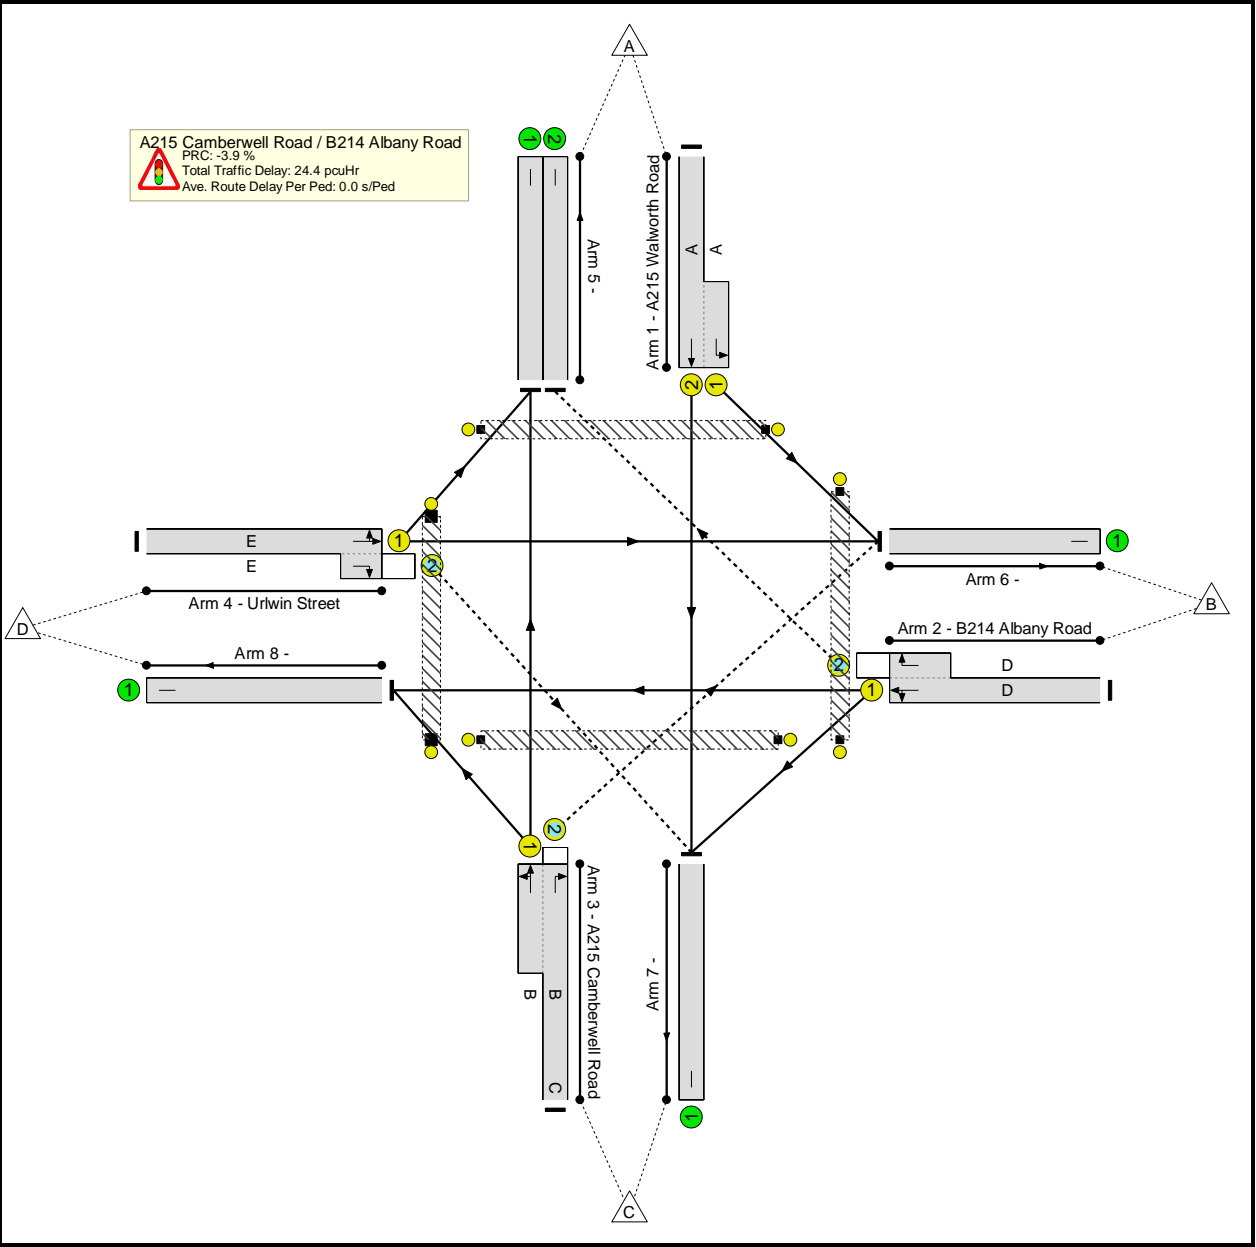 A
A215 Camberwell Road / B214 Albany Road
PRC: -3.9 %
Total Traffic Delay: 24.4 pcuHr
Ave. Route Delay Per Ped: 0.0 s/Ped
1
2
Arm 5 -
Arm 1 - A215 Walworth Road
A
A
2
1
E
E
1
2
Arm 4 - Urlwin Street
D
Arm 8 -
1
1
Arm 6 -
B
Arm 2 - B214 Albany Road
2
D
1
D
1
2
Arm 3 - A215 Camberwell Road
B
B
C
Arm 7 -
1
C